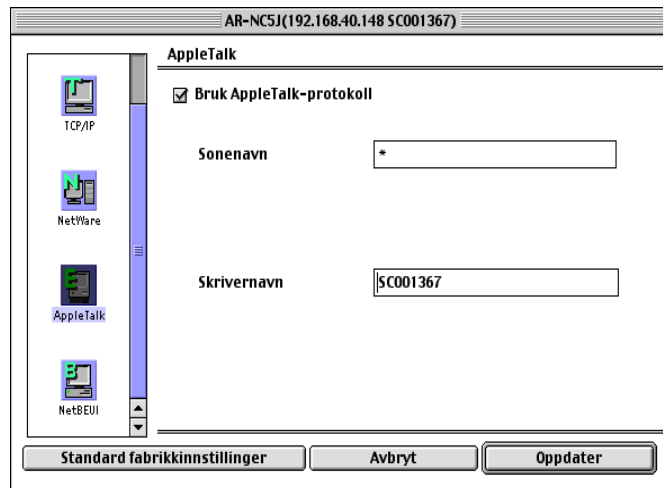 AR-NC5J(192.168.40.148 SC001367)
AppleTalk
Bruk AppleTalk-protokoll
Sonenavn
*
Skrivernavn
SC001367
TCP/IP
NetWare
AppleTalk
NetBEUI
Standard fabrikkinnstillinger
Avbryt
Oppdater